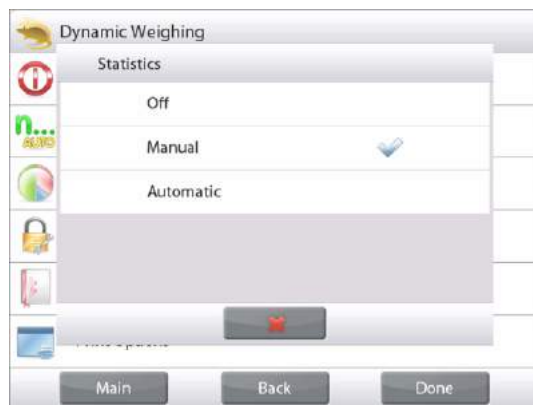 Dynamic Weighing
Statistics
Off
n...
AUTO
Manual
Automatic
Main
Back
Done